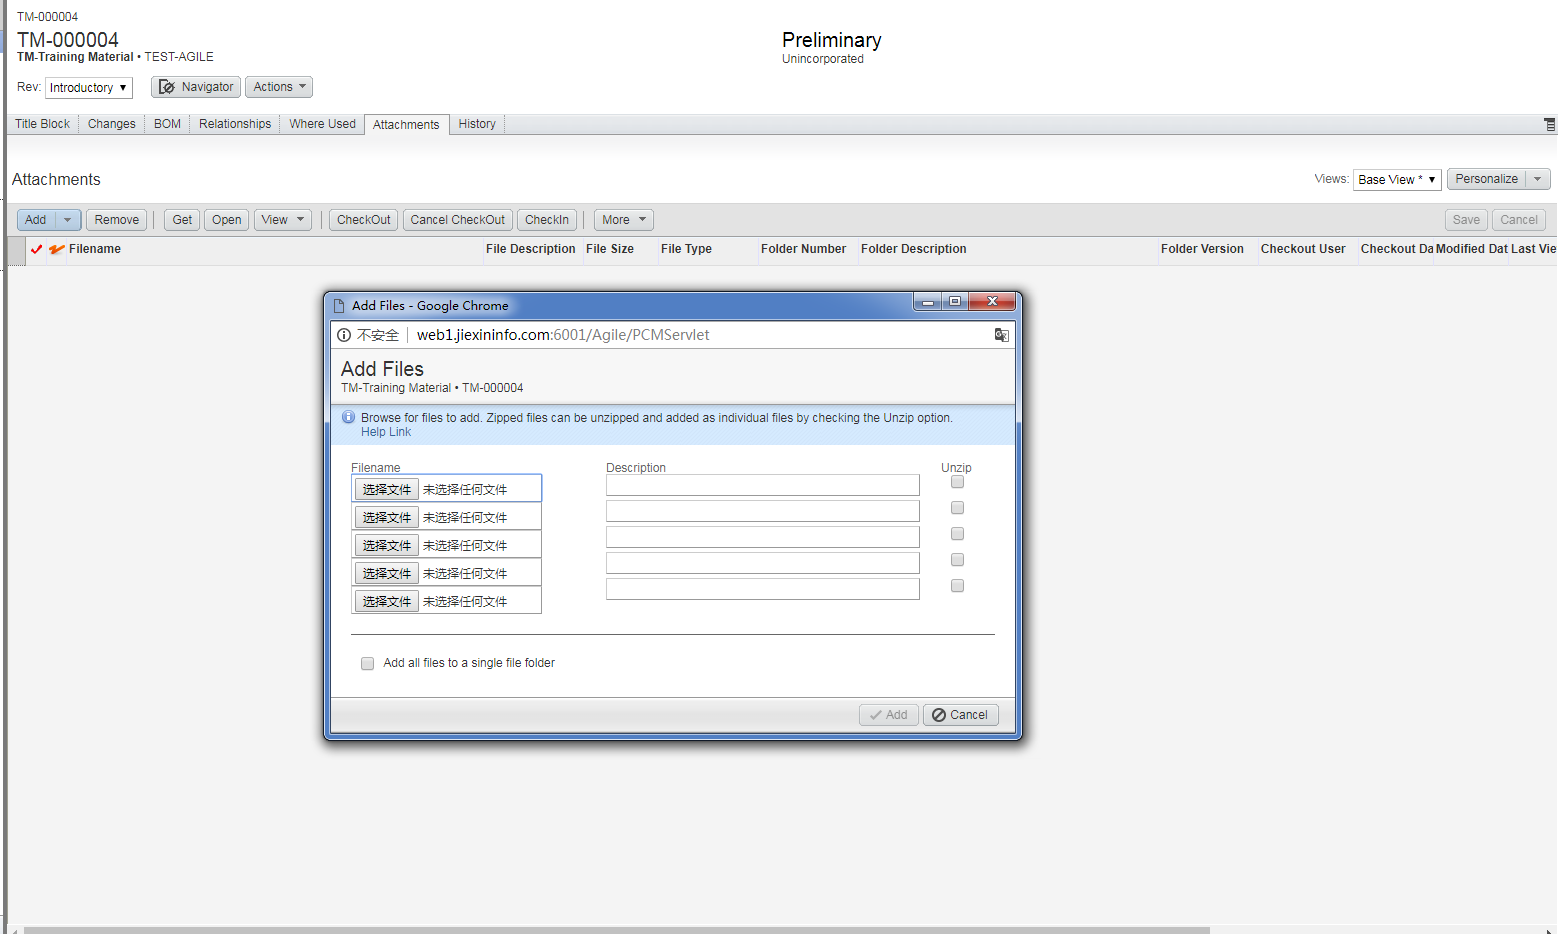 TM-000004
TM-000004
TM-Training Material • TEST-AGILE
Preliminary
Unincorporated
Rev: Introductory Navigator Actions
Title Block Changes BOM Relationships Where Used Attachments History
Attachments
Views: Base View * Personalize
Add Remove Get Open View CheckOut Cancel CheckOut CheckIn More Save Cancel
Filename File Description File Size File Type Folder Number Folder Description Folder Version Checkout User Checkout Da Modified Dat Last Vie
Add Files - Google Chrome
不安全 web1.jiexininfo.com:6001/Agile/PCMServlet
Add Files
TM-Training Material • TM-000004
Browse for files to add. Zipped files can be unzipped and added as individual files by checking the Unzip option.
Help Link
Filename Description Unzip
选择文件 未选择任何文件
选择文件 未选择任何文件
选择文件 未选择任何文件
选择文件 未选择任何文件
选择文件 未选择任何文件
Add all files to a single file folder
Add Cancel